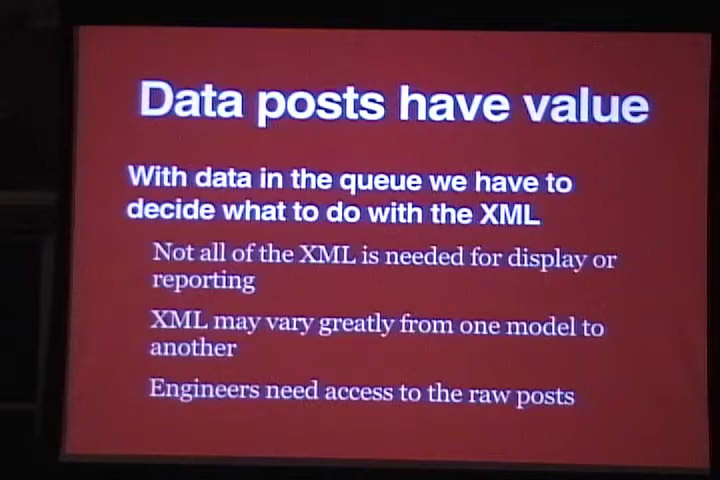 Data posts have value
With data in the queue we have to
decide what to do with the XML
Not all of the XML is needed for display or
reporting
XML may vary greatly from one model to
another
Engineers need access to the raw posts